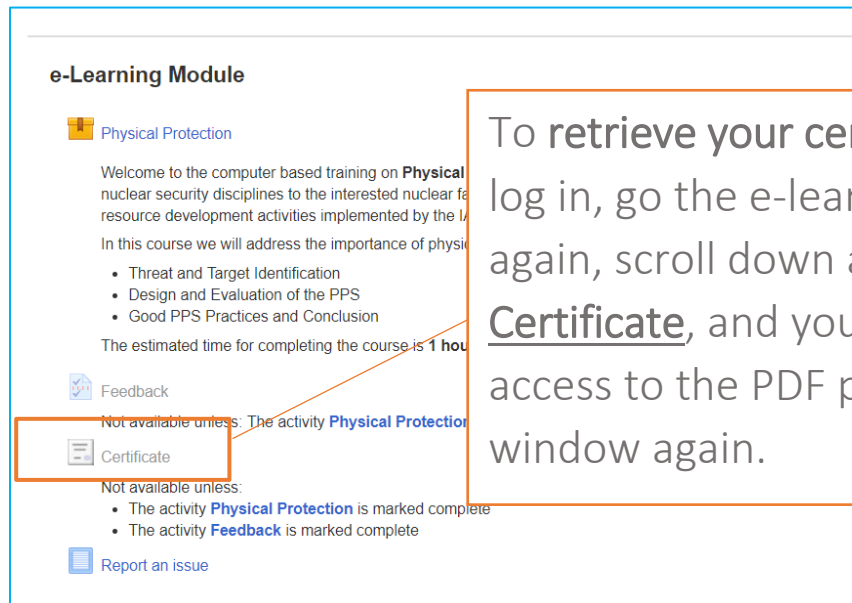 e-Learning Module
Physical Protection
Welcome to the computer based training on Physical
nuclear security disciplines to the interested nuclear fa
resource development activities implemented by the I
In this course we will address the importance of physi
• Threat and Target Identification
• Design and Evaluation of the PPS
• Good PPS Practices and Conclusion
The estimated time for completing the course is 1 hou
Feedback
Not available unless: The activity Physical Protection
Certificate
Not available unless:
• The activity Physical Protection is marked complete
• The activity Feedback is marked complete
Report an issue
To retrieve your cer
log in, go the e-lear
again, scroll down a
Certificate, and you
access to the PDF p
window again.